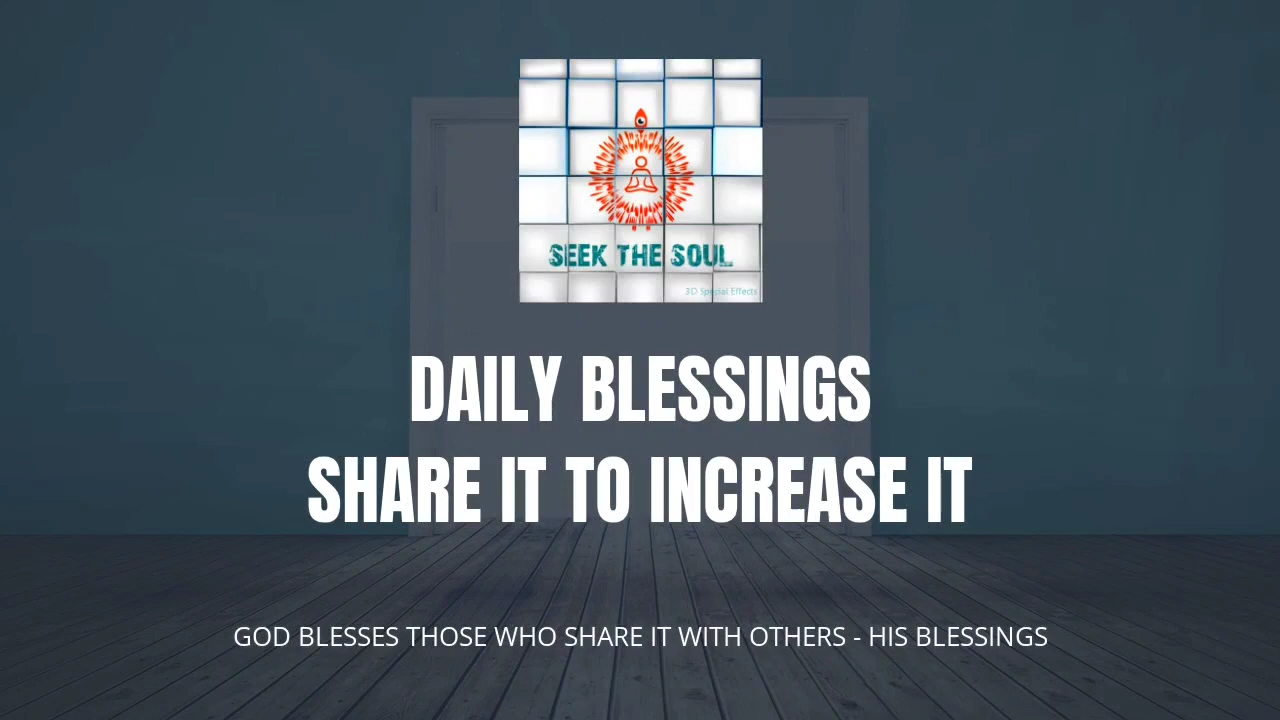 SEEK THE SOUL
3D Special Effects
DAILY BLESSINGS
SHARE IT TO INCREASE IT
GOD BLESSES THOSE WHO SHARE IT WITH OTHERS - HIS BLESSINGS